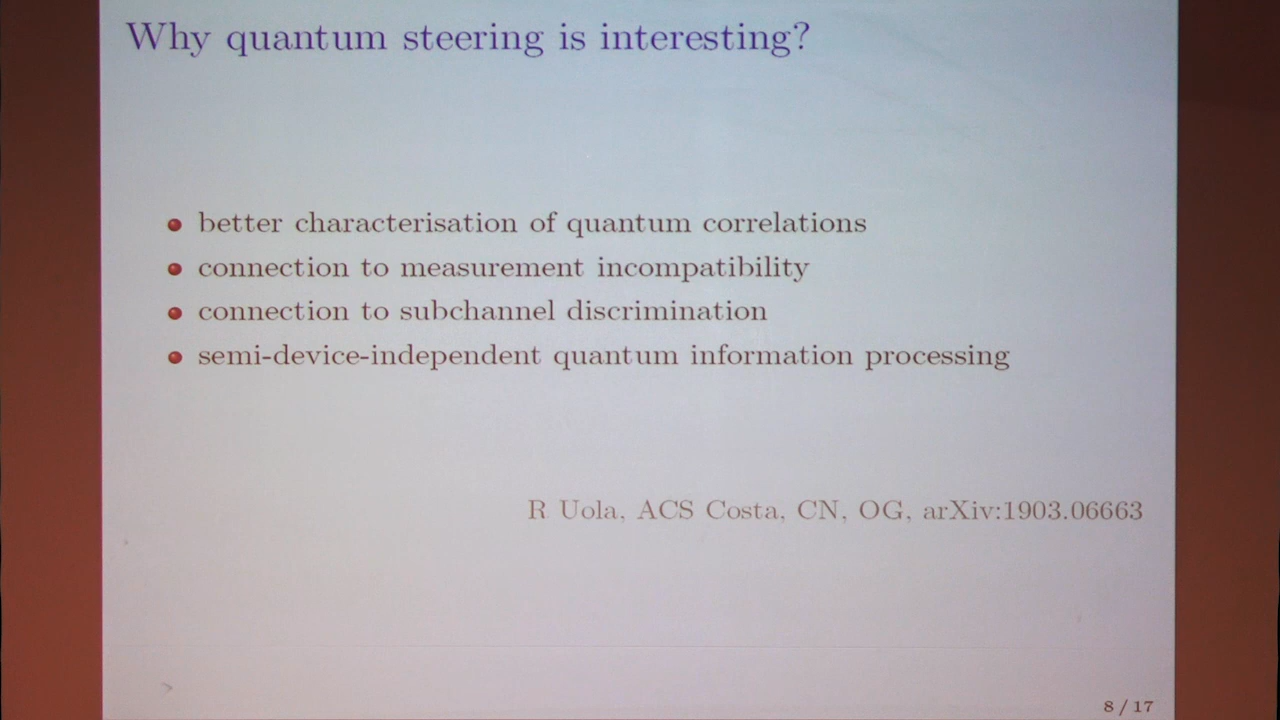 Why quantum steering is interesting?
better characterisation of quantum correlations
connection to measurement incompatibility
connection to subchannel discrimination
semi-device-independent quantum information processing
R Uola, ACS Costa, CN, OG, arXiv:1903.06663
8 / 17